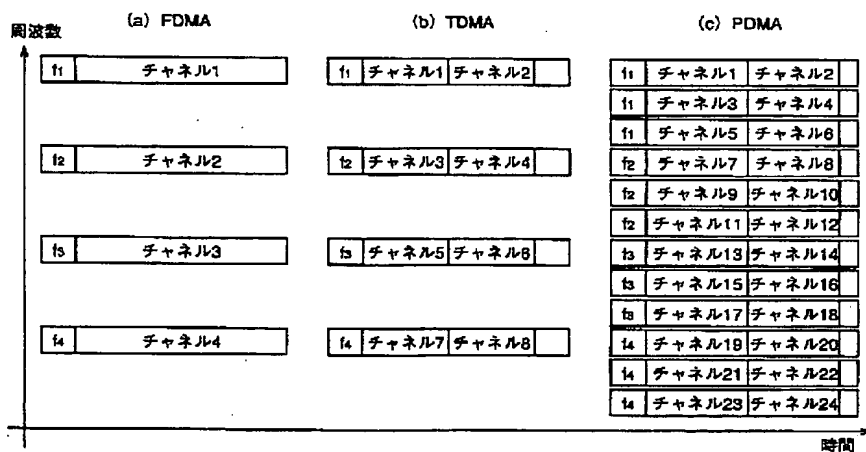 (a) FDMA
(b) TDMA
(c) PDMA
周波数
f1 チャネル1
f2 チャネル2
f3 チャネル3
f4 チャネル4
f1 チャネル1 チャネル2
f2 チャネル3 チャネル4
f3 チャネル5 チャネル6
f4 チャネル7 チャネル8
f1 チャネル1 チャネル2
f1 チャネル3 チャネル4
f1 チャネル5 チャネル6
f2 チャネル7 チャネル8
f2 チャネル9 チャネル10
f2 チャネル11 チャネル12
f3 チャネル13 チャネル14
f3 チャネル15 チャネル16
f3 チャネル17 チャネル18
f4 チャネル19 チャネル20
f4 チャネル21 チャネル22
f4 チャネル23 チャネル24
時間